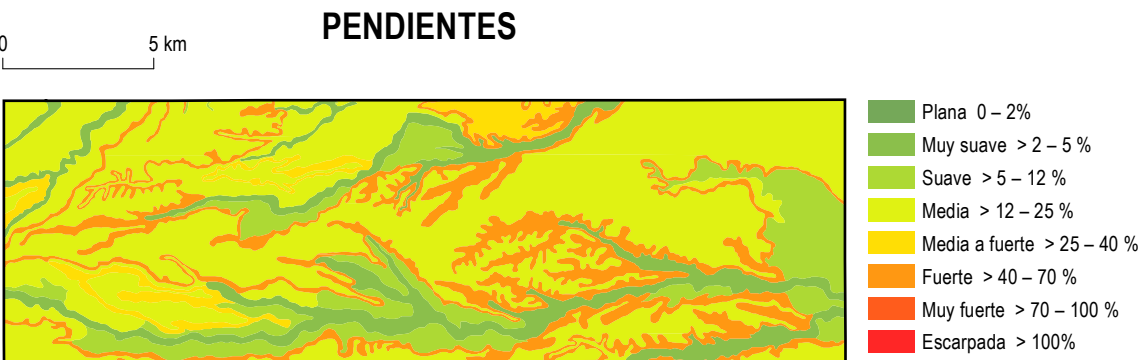 PENDIENTES
0 5 km
Plana 0 – 2%
Muy suave > 2 – 5 %
Suave > 5 – 12 %
Media > 12 – 25 %
Media a fuerte > 25 – 40 %
Fuerte > 40 – 70 %
Muy fuerte > 70 – 100 %
Escarpada > 100%